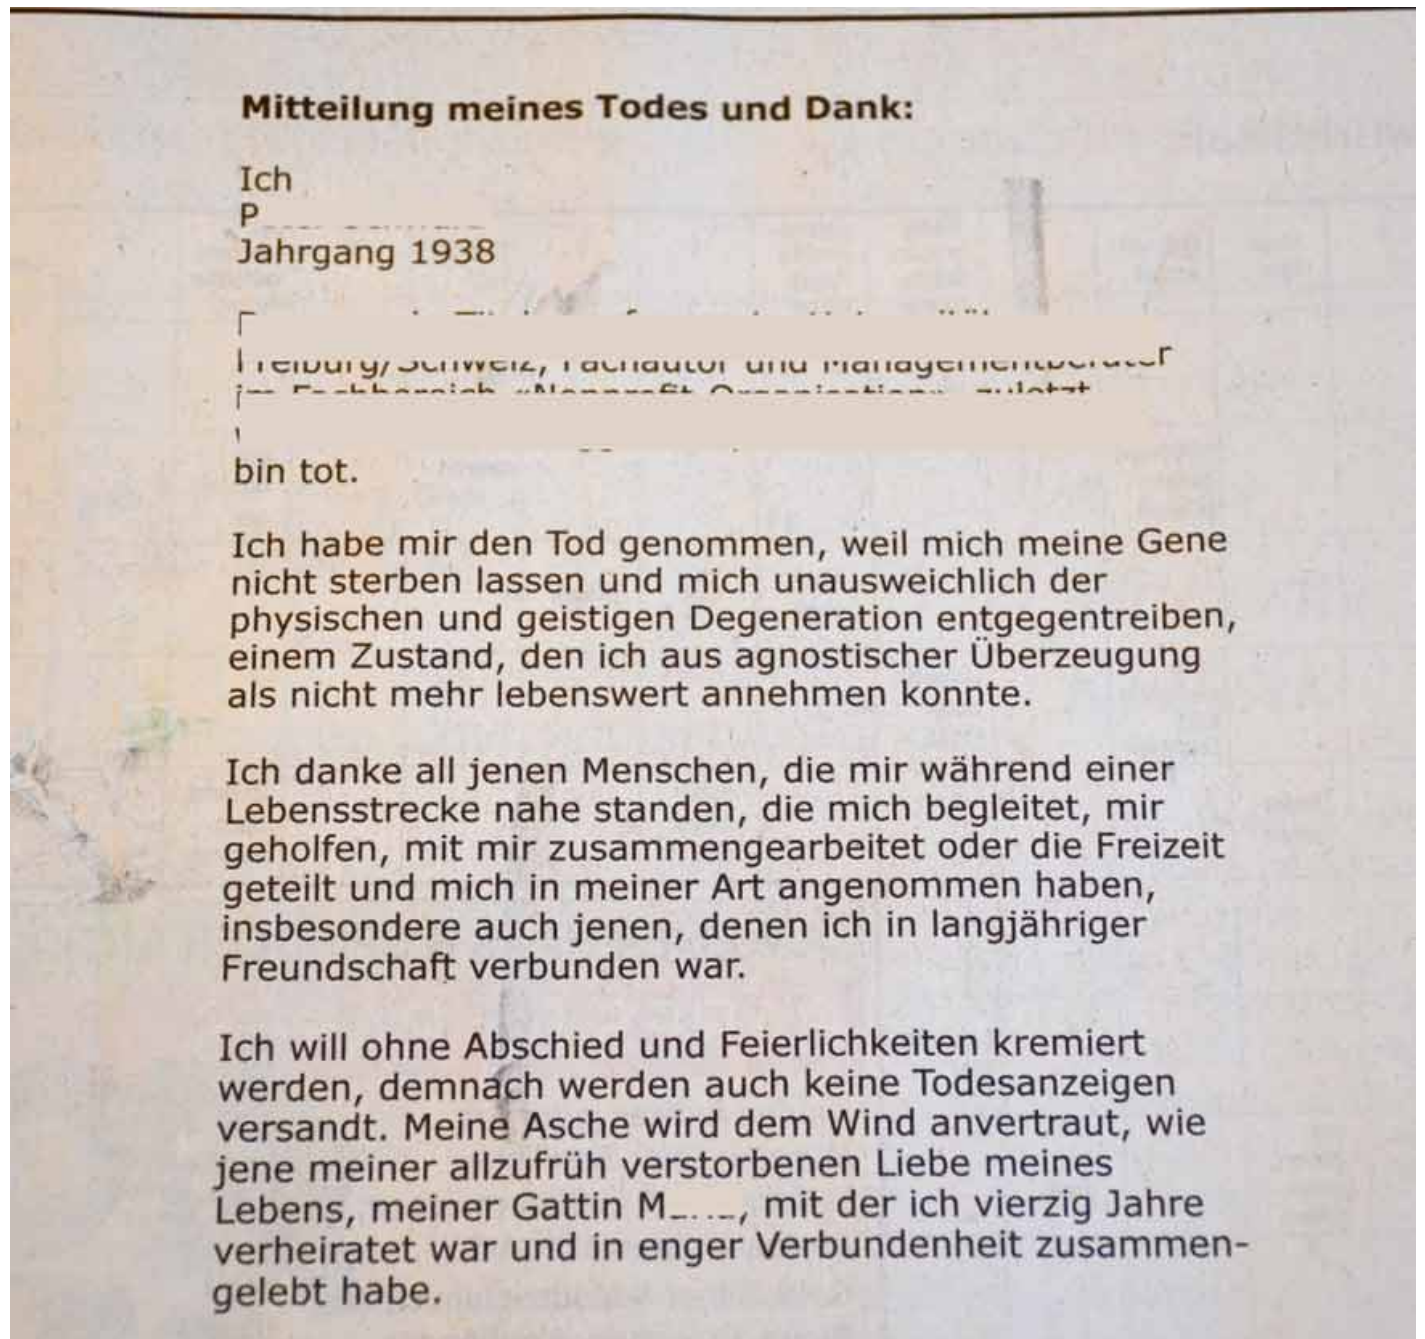 Mitteilung meines Todes und Dank:
Ich
P
Jahrgang 1938
bin tot.
Ich habe mir den Tod genommen, weil mich meine Gene
nicht sterben lassen und mich unausweichlich der
physischen und geistigen Degeneration entgegentreiben,
einem Zustand, den ich aus agnostischer Überzeugung
als nicht mehr lebenswert annehmen konnte.
Ich danke all jenen Menschen, die mir während einer
Lebensstrecke nahe standen, die mich begleitet, mir
geholfen, mit mir zusammengearbeitet oder die Freizeit
geteilt und mich in meiner Art angenommen haben,
insbesondere auch jenen, denen ich in langjähriger
Freundschaft verbunden war.
Ich will ohne Abschied und Feierlichkeiten kremiert
werden, demnach werden auch keine Todesanzeigen
versandt. Meine Asche wird dem Wind anvertraut, wie
jene meiner allzufrüh verstorbenen Liebe meines
Lebens, meiner Gattin M, mit der ich vierzig Jahre
verheiratet war und in enger Verbundenheit zusammen-
gelebt habe.